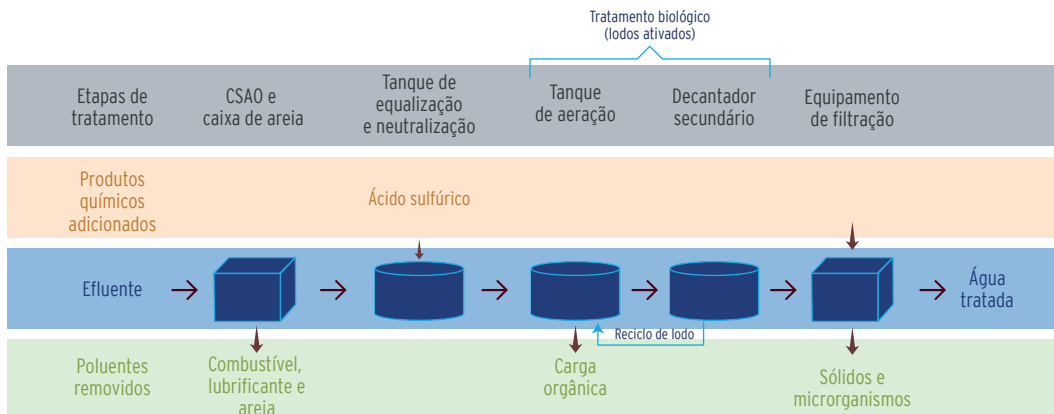 Tratamento biológico
(lodos ativados)
Etapas de
tratamento
CSAO e
caixa de areia
Tanque de
equalização
e neutralização
Tanque
de aeração
Decantador
secundário
Equipamento
de filtração
Produtos
químicos
adicionados
Ácido sulfúrico
Efluente
Água
tratada
Reciclo de lodo
Poluentes
removidos
Combustível,
lubrificante e
areia
Carga
orgânica
Sólidos e
microrganismos